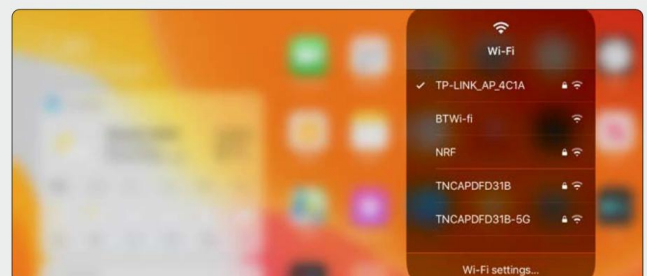 Wi-Fi
TP-LINK_AP_4C1A
BTWi-fi
NRF
TNCAPDFD31B
TNCAPDFD31B-5G
Wi-Fi settings...